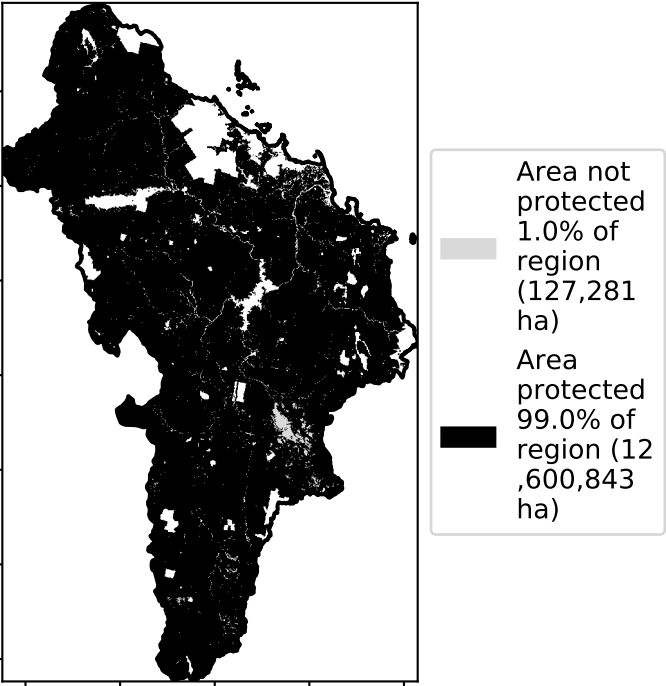 Area not
protected
1.0% of
region
(127,281
ha)
Area
protected
99.0% of
region (12
,600,843
ha)